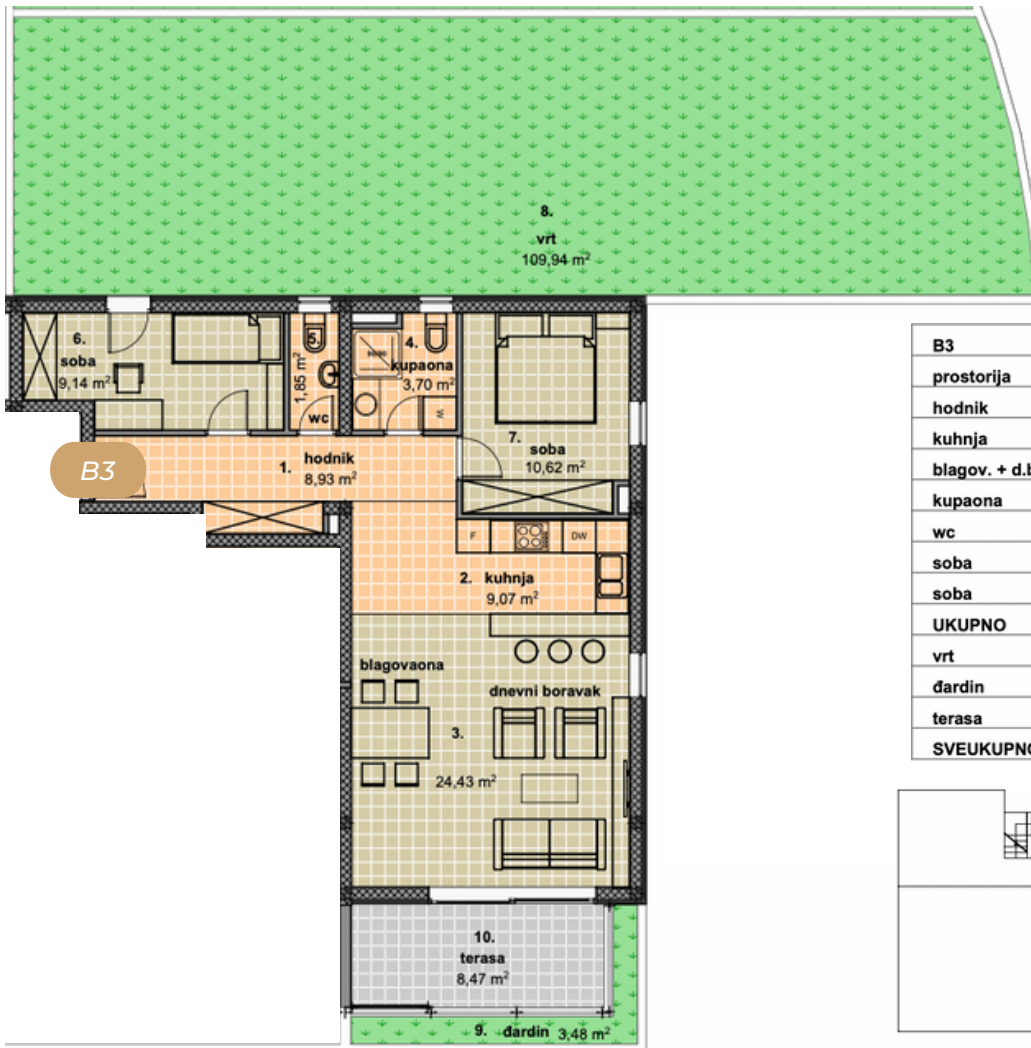 8.
vrt
109,94 m²
6.
soba
9,14 m²
5.
1,85 m²
wc
4.
kupaona
3,70 m²
W
7.
soba
10,62 m²
B3
1. hodnik
8,93 m²
F
DW
2. kuhnja
9,07 m²
blagovaona
dnevni boravak
3.
24,43 m²
10.
terasa
8,47 m²
9. đardin 3,48 m²
B3
prostorija
hodnik
kuhnja
blagov. + d.b
kupaona
wc
soba
soba
UKUPNO
vrt
đardin
terasa
SVEUKUPNO